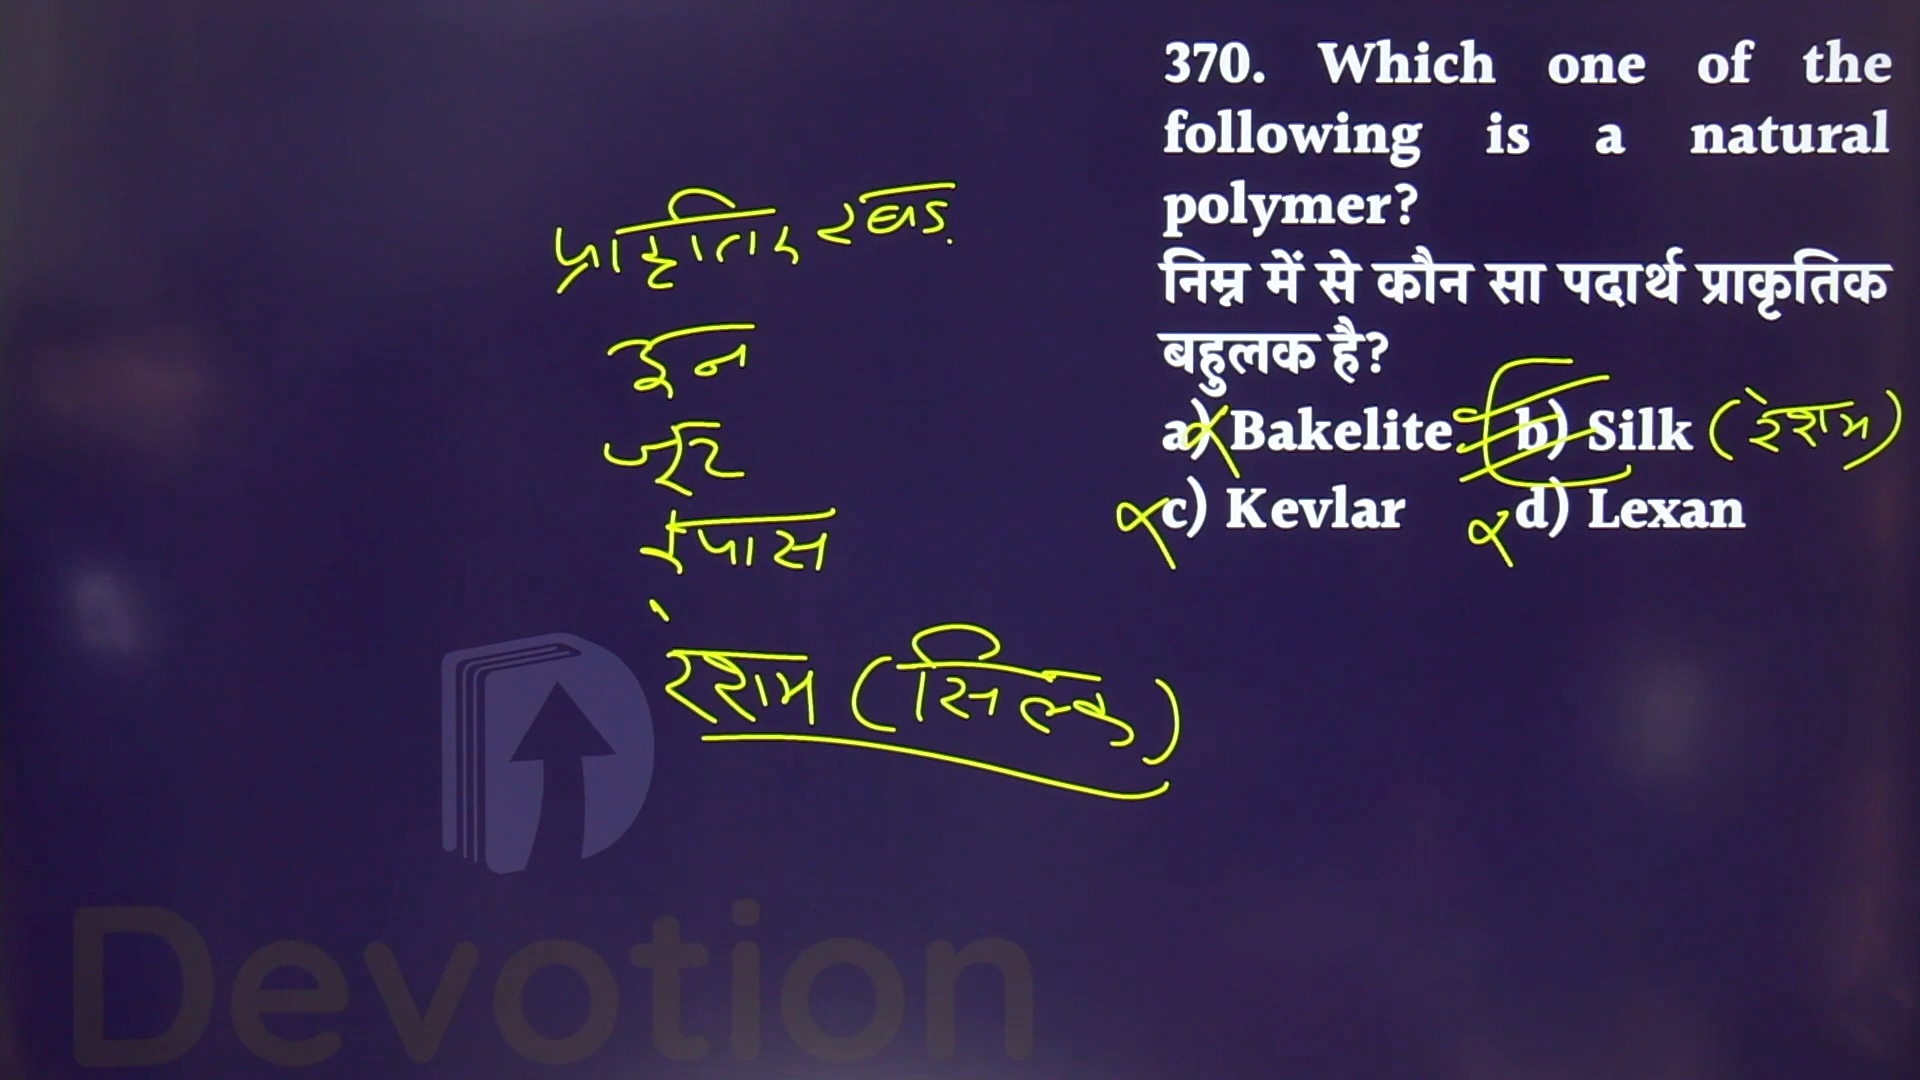 370. Which one of the
following is a natural
polymer?
निम्न में से कौन सा पदार्थ प्राकृतिक
बहुलक है?
a) Bakelite b) Silk (रेशम)
c) Kevlar d) Lexan
प्राकृतिक रबड़
ऊन
जूट
कपास
रेशम (सिल्क)
Devotion